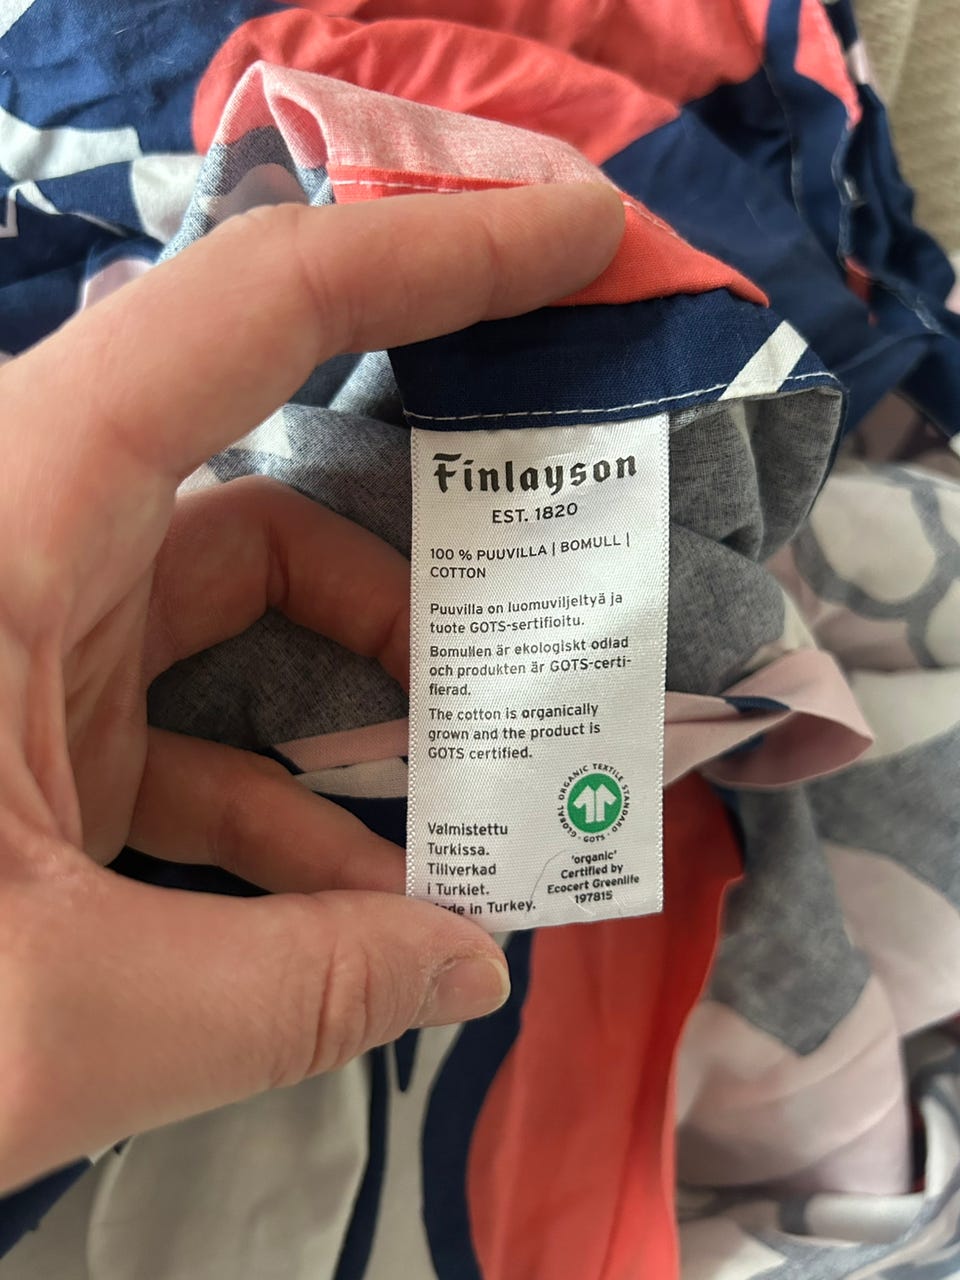 Finlayson
EST. 1820
100 % PUUVILLA | BOMULL |
COTTON
Puuvilla on luomuviljeltyä ja
tuote GOTS-sertifioitu.
Bomullen är ekologiskt odlad
och produkten är GOTS-certi-
fierad.
The cotton is organically
grown and the product is
GOTS certified.
GLOBAL ORGANIC TEXTILE STANDARD
· GOTS ·
Valmistettu
Turkissa.
Tillverkad
i Turkiet.
in Turkey.
'organic'
Certified by
Ecocert Greenlife
197815